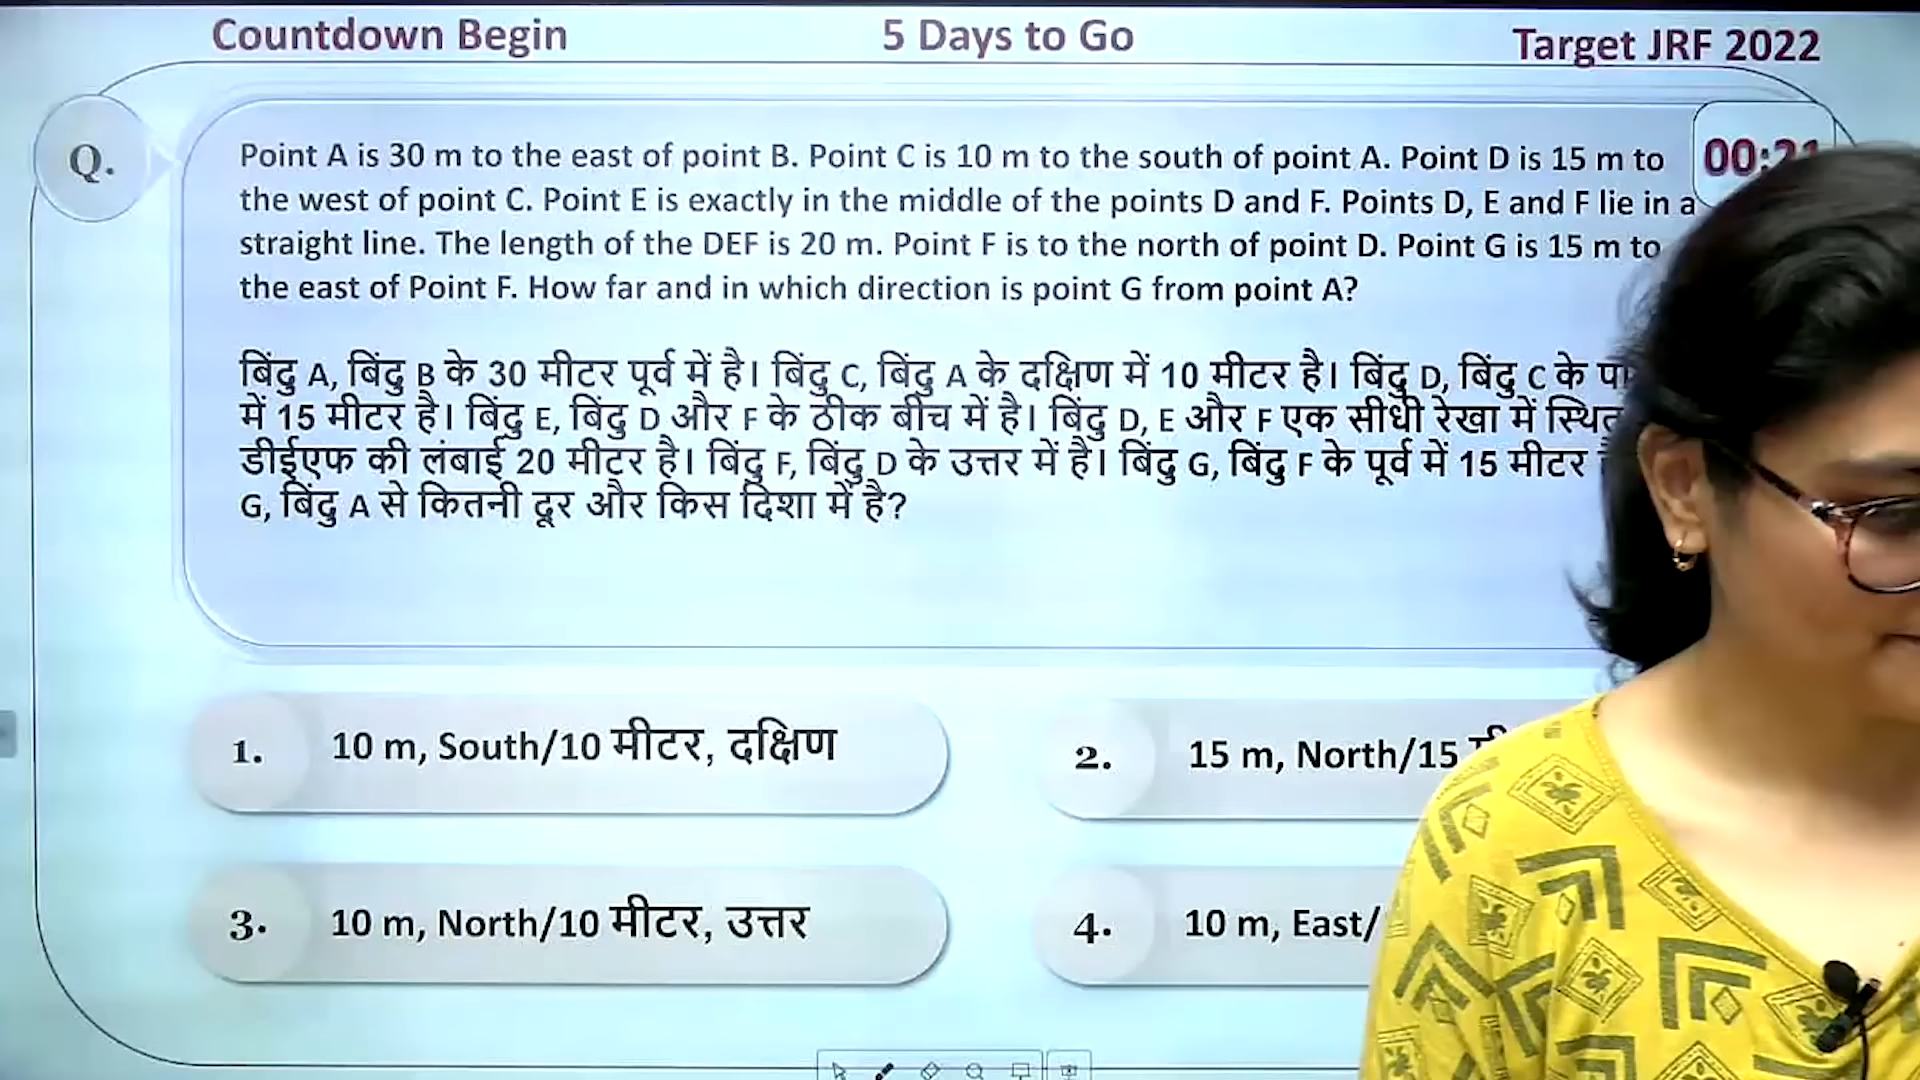 Countdown Begin
5 Days to Go
Target JRF 2022
Q.
Point A is 30 m to the east of point B. Point C is 10 m to the south of point A. Point D is 15 m to
the west of point C. Point E is exactly in the middle of the points D and F. Points D, E and F lie in a
straight line. The length of the DEF is 20 m. Point F is to the north of point D. Point G is 15 m to
the east of Point F. How far and in which direction is point G from point A?
00:21
बिंदु A, बिंदु B के 30 मीटर पूर्व में है। बिंदु C, बिंदु A के दक्षिण में 10 मीटर है। बिंदु D, बिंदु C के
में 15 मीटर है। बिंदु E, बिंदु D और F के ठीक बीच में है। बिंदु D, E और F एक सीधी रेखा में
डीईएफ की लंबाई 20 मीटर है। बिंदु F, बिंदु D के उत्तर में है। बिंदु G, बिंदु F के पूर्व में 15 मीटर
G, बिंदु A से कितनी दूर और किस दिशा में है?
1. 10 m, South/10 मीटर, दक्षिण
2. 15 m, North/15
3. 10 m, North/10 मीटर, उत्तर
4. 10 m, East/